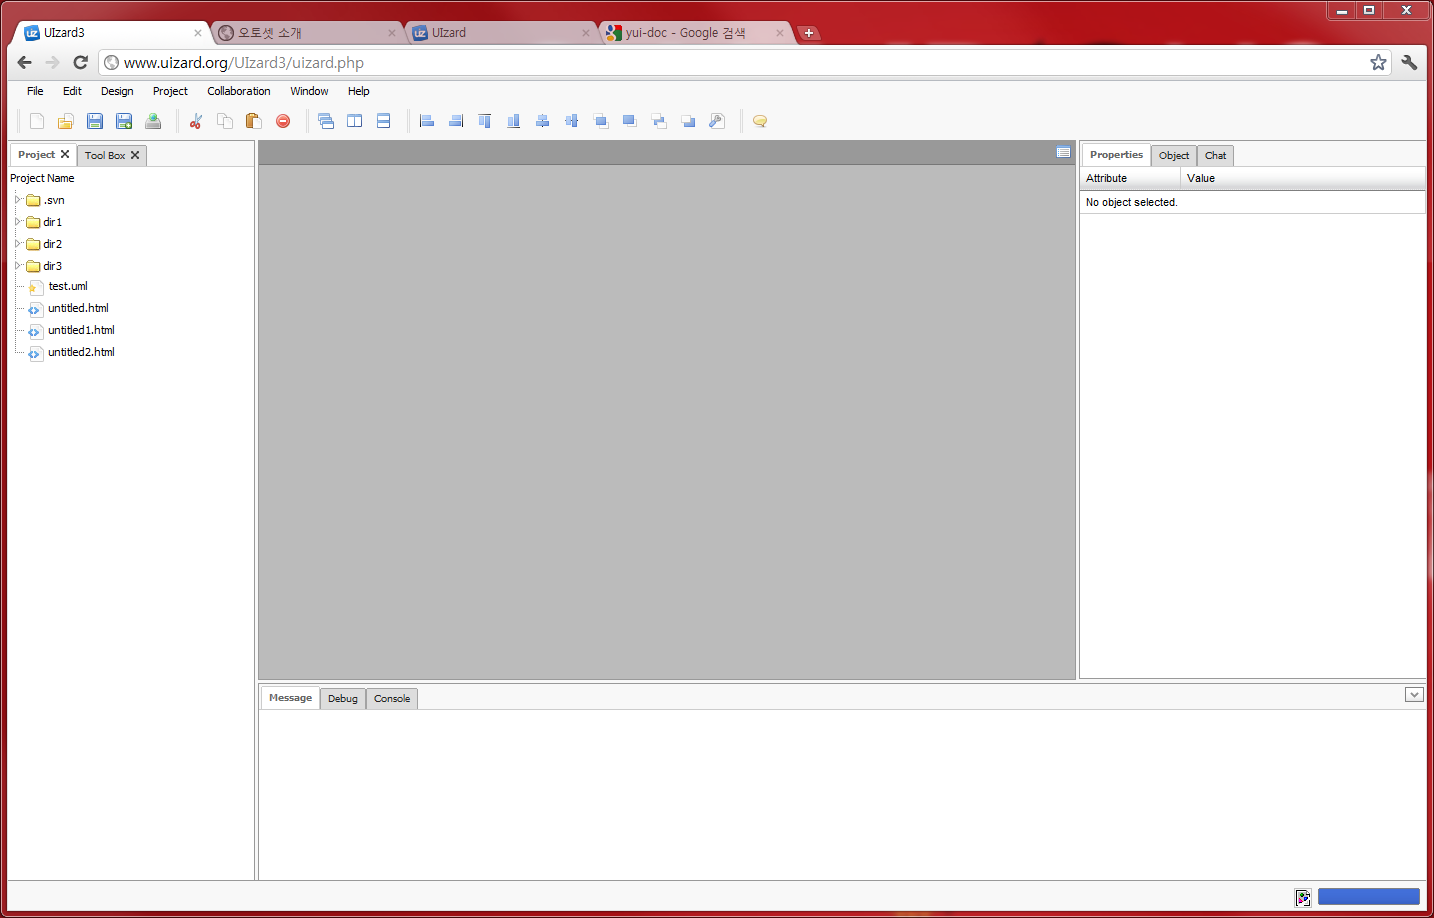 UIzard3
오토셋 소개
UIzard
yui-doc - Google 검색
www.uizard.org/UIzard3/uizard.php
File Edit Design Project Collaboration Window Help
Project Tool Box
Project Name
.svn
dir1
dir2
dir3
test.uml
untitled.html
untitled1.html
untitled2.html
Properties Object Chat
Attribute Value
No object selected.
Message Debug Console